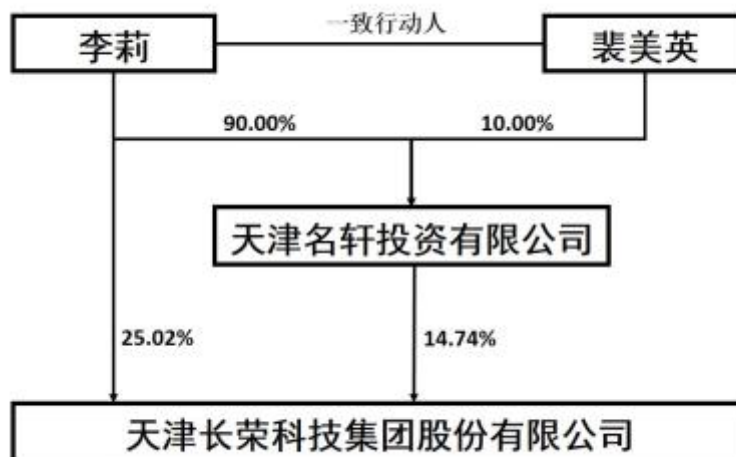 一致行动人
李莉
裴美英
90.00%
10.00%
天津名轩投资有限公司
25.02%
14.74%
天津长荣科技集团股份有限公司